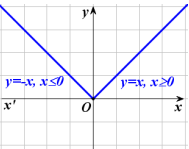 y
y=-x, x≤0
y=x, x≥0
x'
O
x